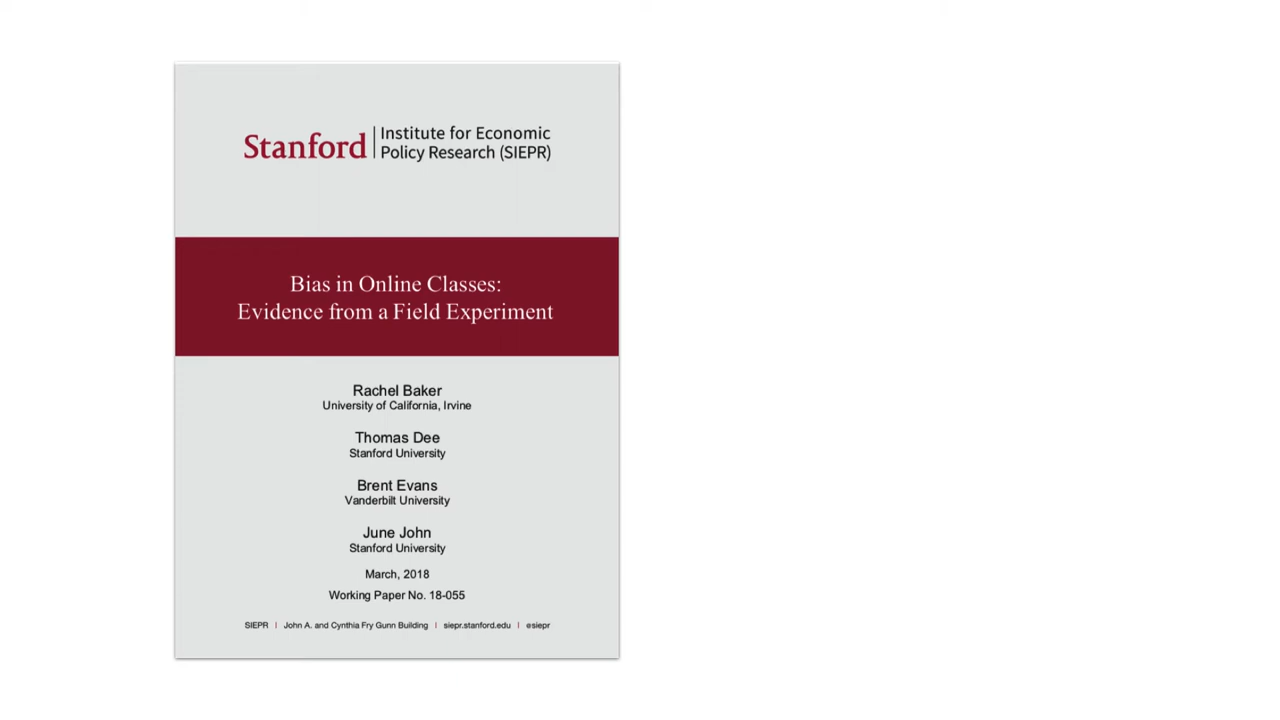 Stanford
Institute for Economic
Policy Research (SIEPR)
Bias in Online Classes:
Evidence from a Field Experiment
Rachel Baker
University of California, Irvine
Thomas Dee
Stanford University
Brent Evans
Vanderbilt University
June John
Stanford University
March, 2018
Working Paper No. 18-055
SIEPR | John A. and Cynthia Fry Gunn Building | siepr.stanford.edu | @siepr